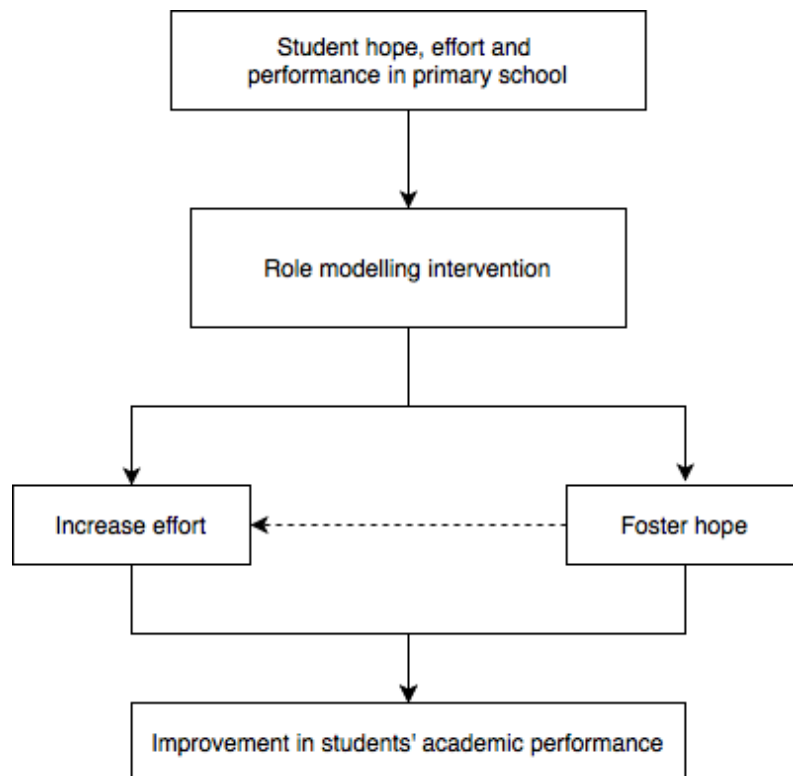 Student hope, effort and
performance in primary school
Role modelling intervention
Increase effort
Foster hope
Improvement in students' academic performance